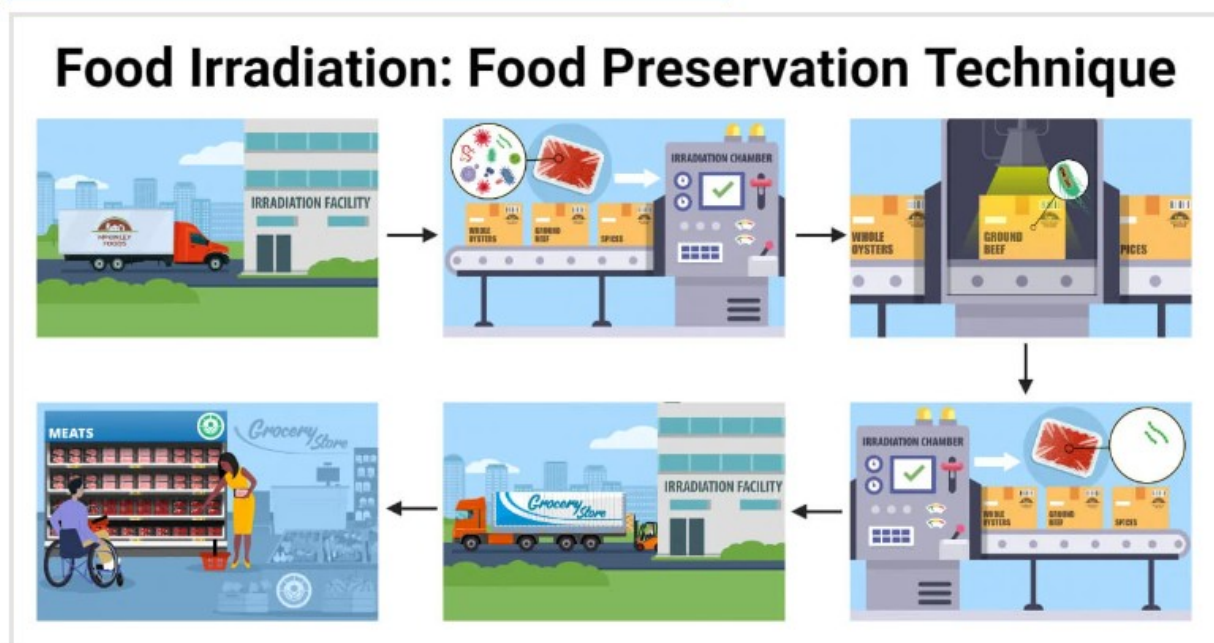 Food Irradiation: Food Preservation Technique
FOODS
IRRADIATION FACILITY
IRRADIATION CHAMBER
WHOLE
OYSTERS
GROUND
BEEF
SPICES
WHOLE
OYSTERS
GROUND
BEEF
PICES
MEATS
Grocery
Store
Grocery
Store
IRRADIATION FACILITY
IRRADIATION CHAMBER
WHOLE
OYSTERS
GROUND
BEEF
SPICES